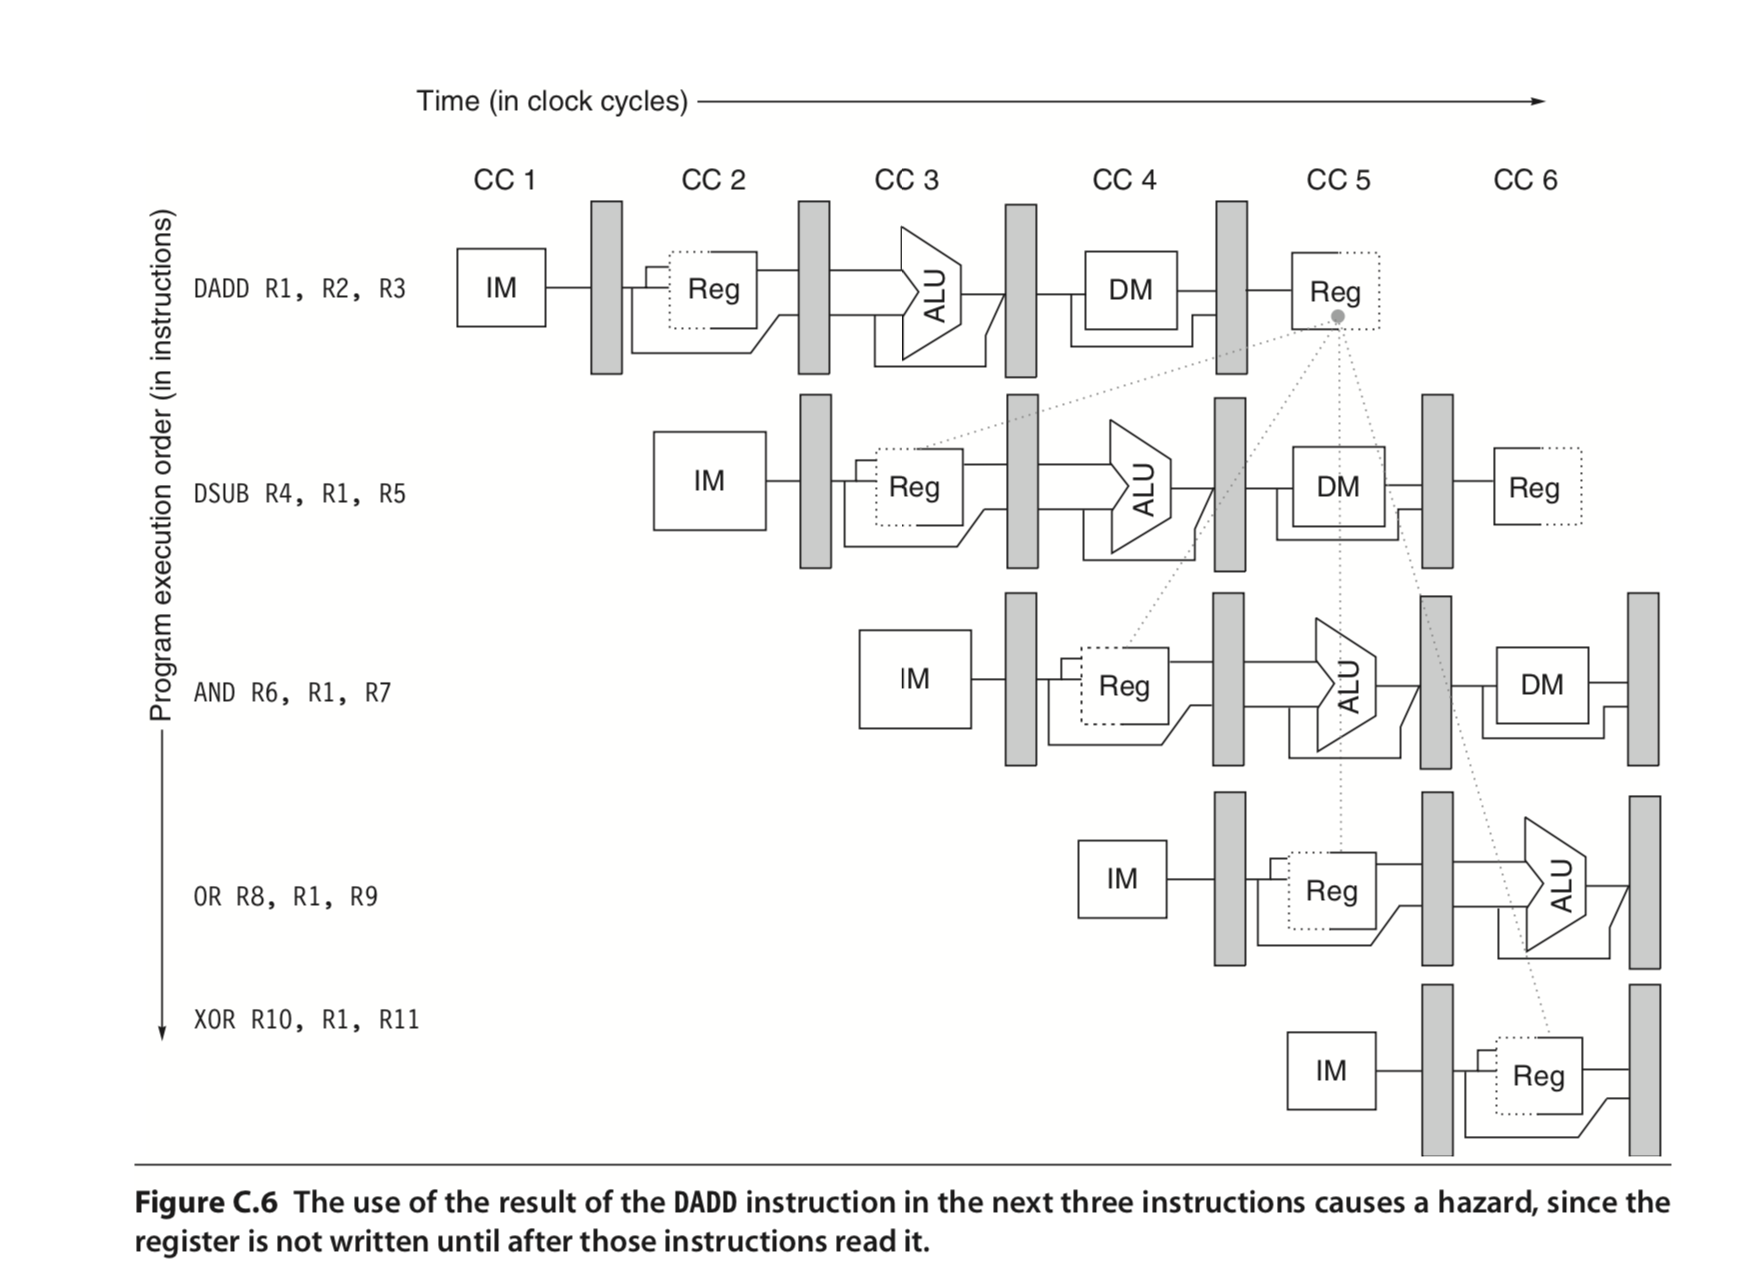 Time (in clock cycles)
CC 1 CC 2 CC 3 CC 4 CC 5 CC 6
Program execution order (in instructions)
DADD R1, R2, R3 IM Reg ALU DM Reg
DSUB R4, R1, R5 IM Reg ALU DM Reg
AND R6, R1, R7 IM Reg ALU DM
OR R8, R1, R9 IM Reg ALU
XOR R10, R1, R11 IM Reg
Figure C.6 The use of the result of the DADD instruction in the next three instructions causes a hazard, since the
register is not written until after those instructions read it.